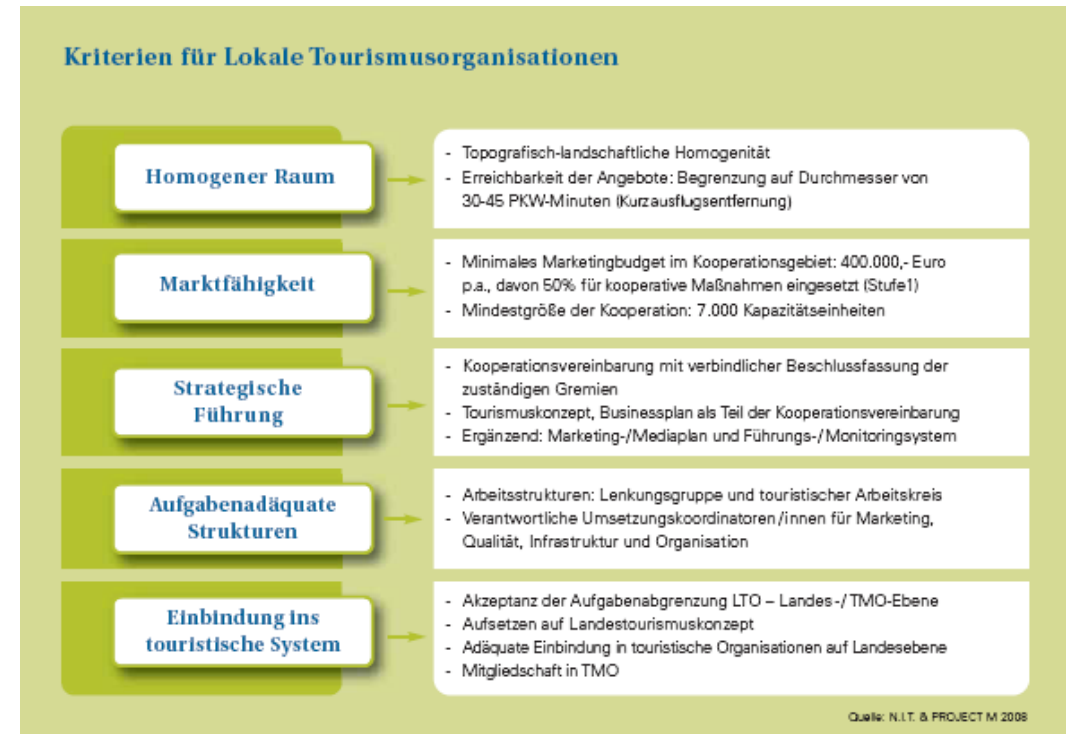 Kriterien für Lokale Tourismusorganisationen
Homogener Raum
- Topografisch-landschaftliche Homogenität
- Erreichbarkeit der Angebote: Begrenzung auf Durchmesser von
30-45 PKW-Minuten (Kurzausflugsentfernung)
Marktfähigkeit
- Minimales Marketingbudget im Kooperationsgebiet: 400.000,- Euro
p.a., davon 50% für kooperative Maßnahmen eingesetzt (Stufe1)
- Mindestgröße der Kooperation: 7.000 Kapazitätseinheiten
Strategische
Führung
- Kooperationsvereinbarung mit verbindlicher Beschlussfassung der
zuständigen Gremien
- Tourismuskonzept, Businessplan als Teil der Kooperationsvereinbarung
- Ergänzend: Marketing-/Mediaplan und Führungs-/Monitoringsystem
Aufgabenadäquate
Strukturen
- Arbeitsstrukturen: Lenkungsgruppe und touristischer Arbeitskreis
- Verantwortliche Umsetzungskoordinatoren/innen für Marketing,
Qualität, Infrastruktur und Organisation
Einbindung ins
touristische System
- Akzeptanz der Aufgabenabgrenzung LTO – Landes-/TMO-Ebene
- Aufsetzen auf Landestourismuskonzept
- Adäquate Einbindung in touristische Organisationen auf Landesebene
- Mitgliedschaft in TMO
Quelle: N.I.T. & PROJECT M 2008